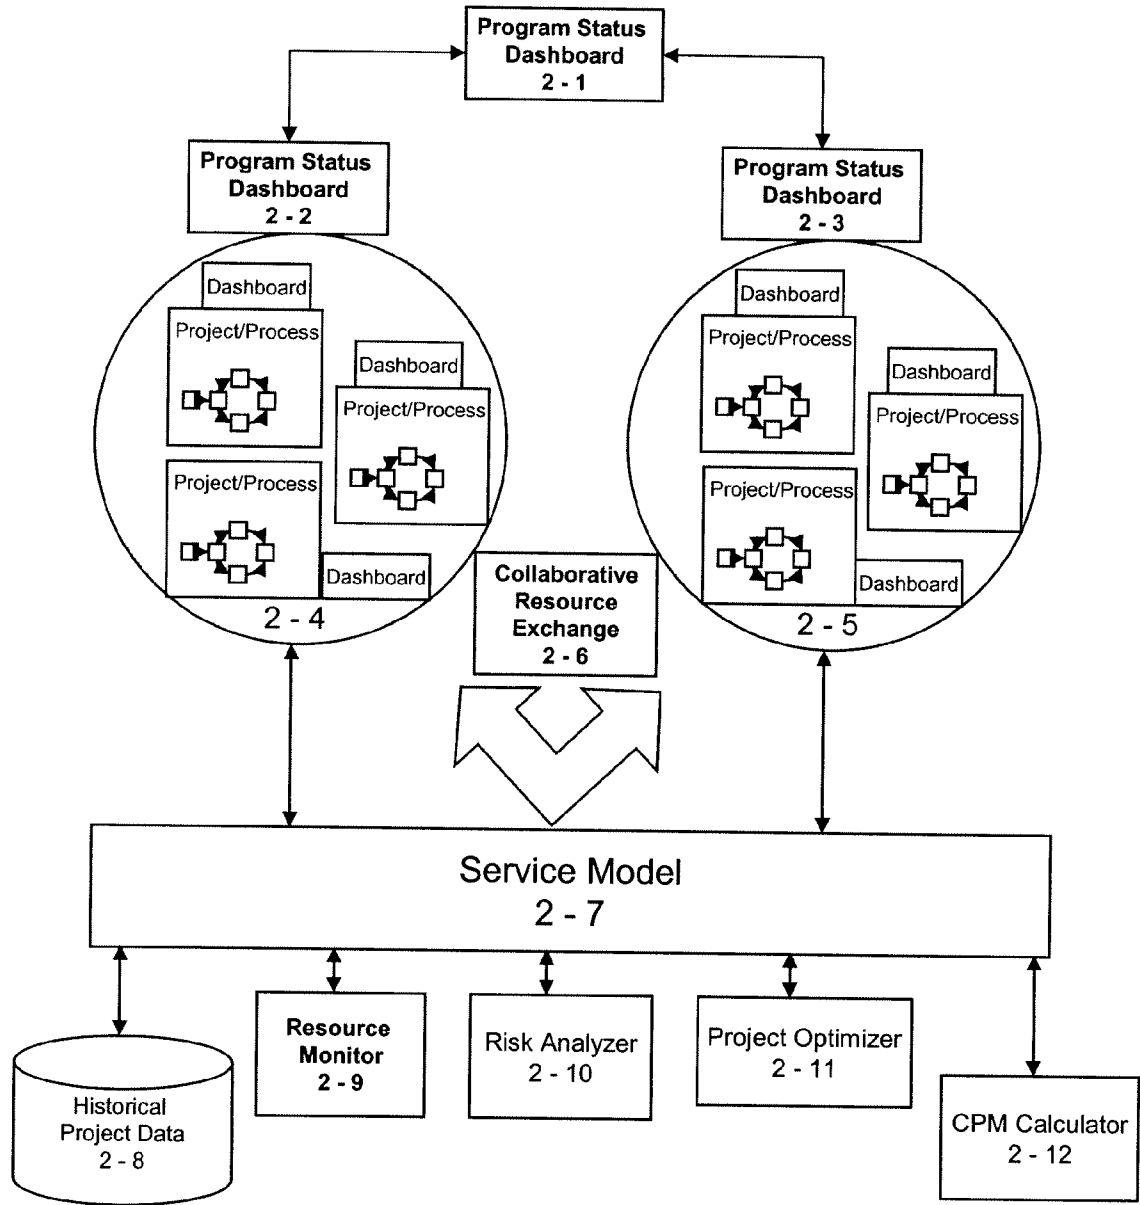 Program Status
Dashboard
2 - 1
Program Status
Dashboard
2 - 2
Program Status
Dashboard
2 - 3
Dashboard
Project/Process
Dashboard
Project/Process
Project/Process
Dashboard
2 - 4
Dashboard
Project/Process
Dashboard
Project/Process
Project/Process
Dashboard
2 - 5
Collaborative
Resource
Exchange
2 - 6
Service Model
2 - 7
Historical
Project Data
2 - 8
Resource
Monitor
2 - 9
Risk Analyzer
2 - 10
Project Optimizer
2 - 11
CPM Calculator
2 - 12